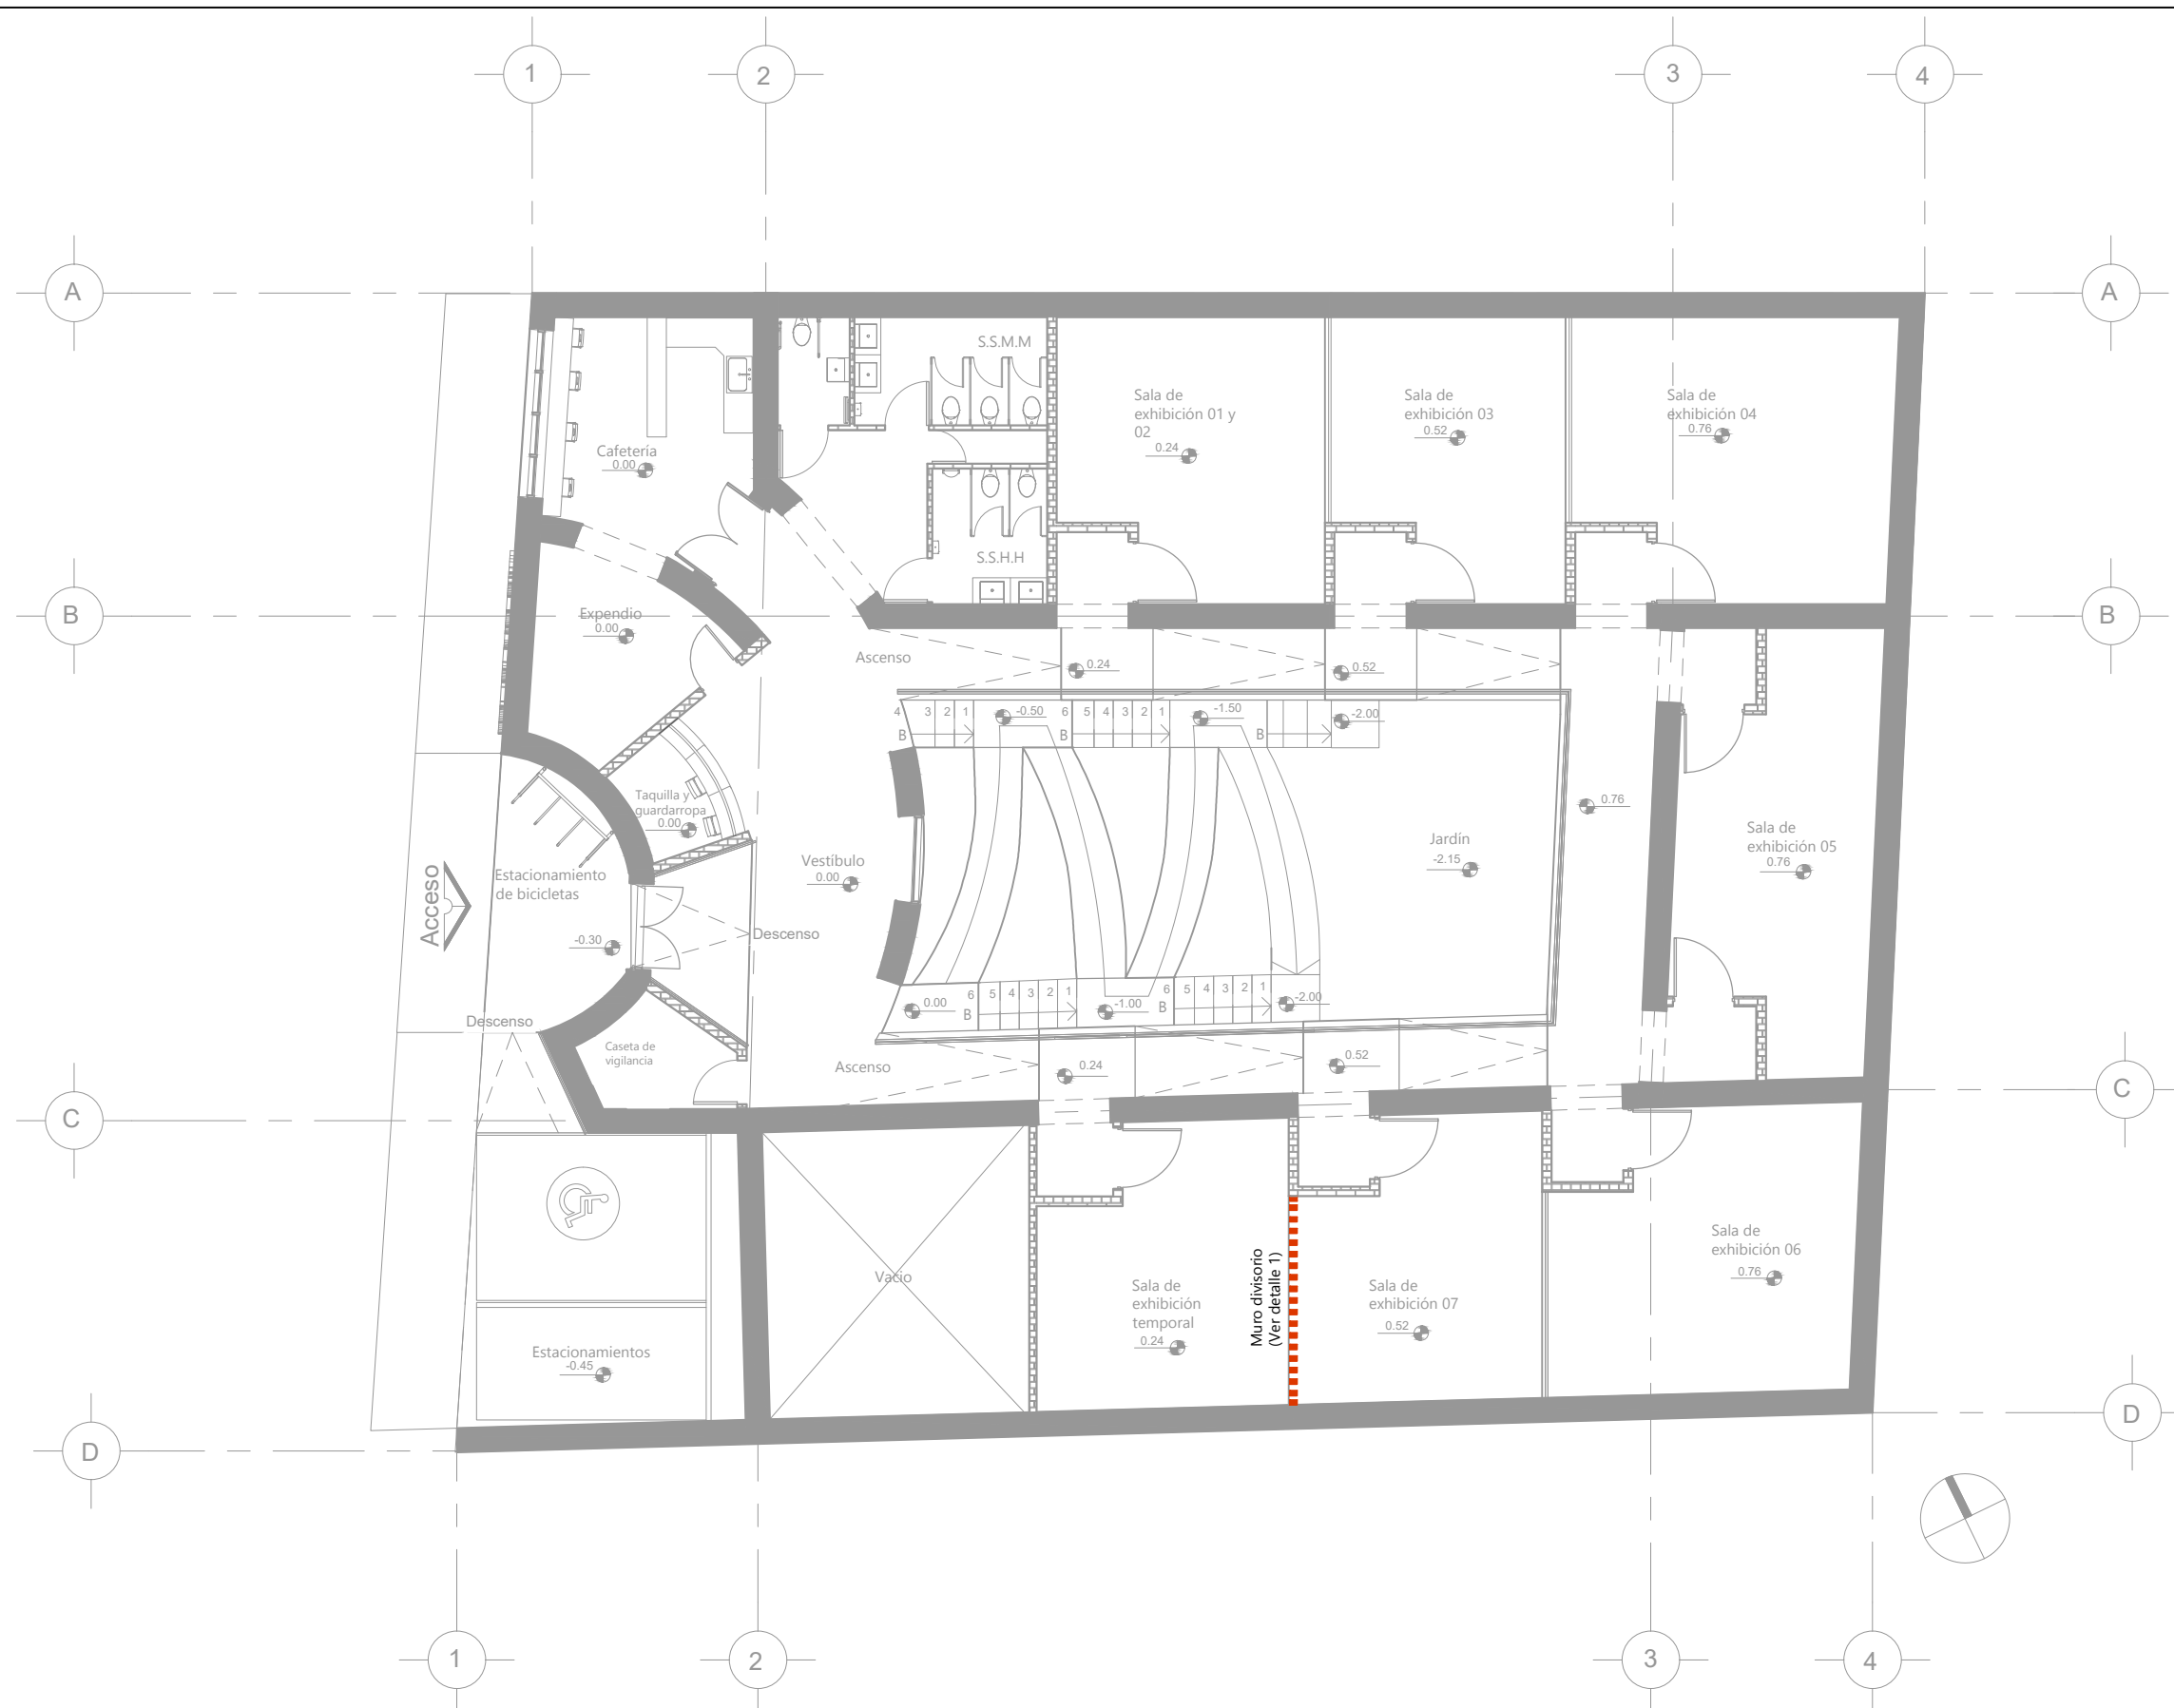 1
2
3
4
A
A
S.S.M.M
Sala de
exhibición 01 y
02
0.24
Sala de
exhibición 03
0.52
Sala de
exhibición 04
0.76
Cafetería
0.00
S.S.H.H
B
Expendio
0.00
B
Ascenso
0.24
0.52
4
3
2
1
B
-0.50
6
5
4
3
2
1
B
-1.50
B
-2.00
Taquilla y
guardarropa
0.00
0.76
Vestíbulo
0.00
Jardín
-2.15
Sala de
exhibición 05
0.76
Acceso
Estacionamiento
de bicicletas
-0.30
Descenso
0.00
6
5
4
3
2
1
B
-1.00
6
5
4
3
2
1
B
-2.00
Descenso
Caseta de
vigilancia
Ascenso
0.24
0.52
C
C
Vacio
Sala de
exhibición
temporal
0.24
Muro divisorio
(Ver detalle 1)
Sala de
exhibición 07
0.52
Sala de
exhibición 06
0.76
Estacionamientos
-0.45
D
D
1
2
3
4